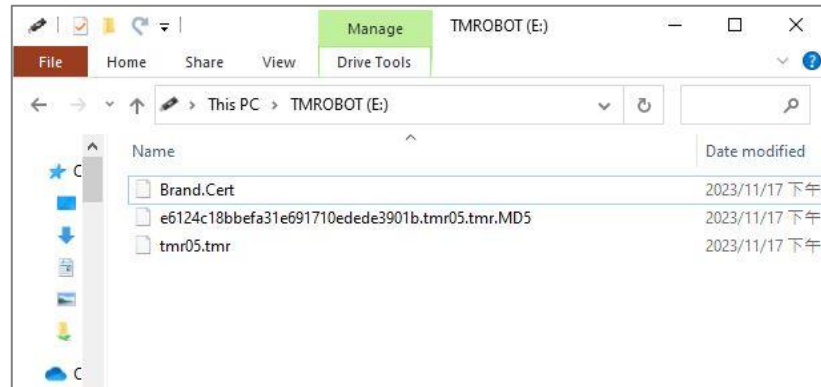 Manage TMROBOT (E:)
File Home Share View Drive Tools
This PC > TMROBOT (E:)
Name Date modified
Brand.Cert 2023/11/17 下午
e6124c18bbefa31e691710edede3901b.tmr05.tmr.MD5 2023/11/17 下午
tmr05.tmr 2023/11/17 下午
C
C